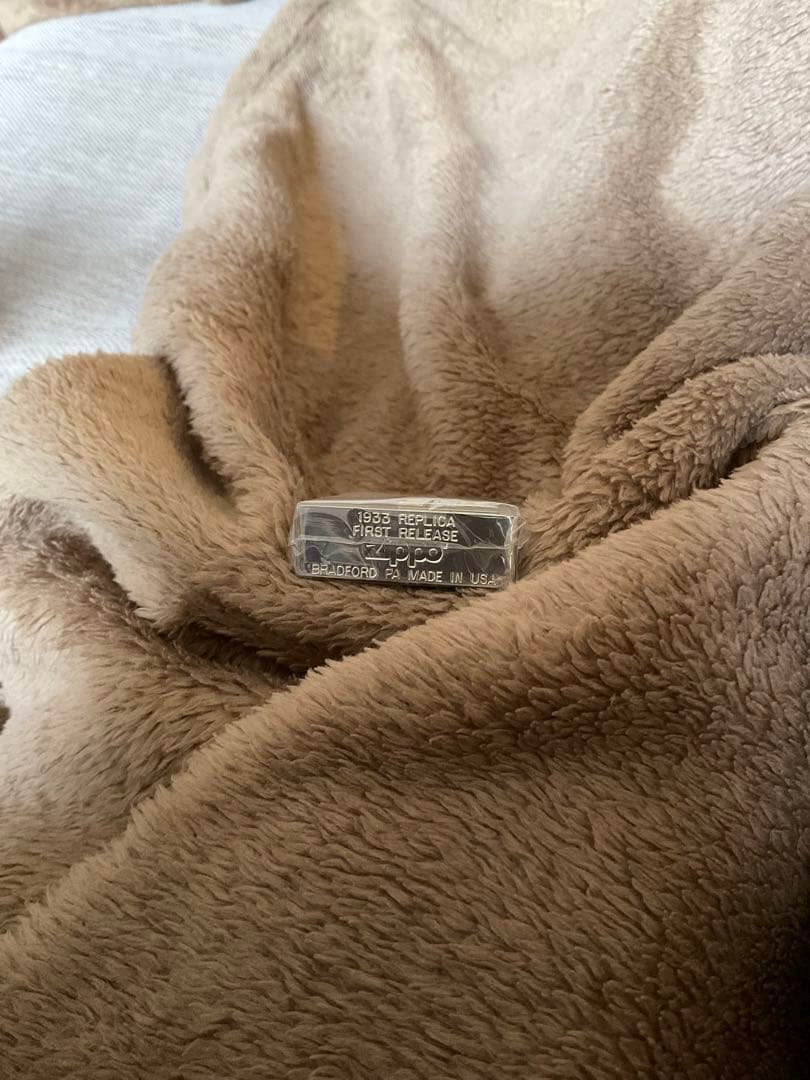 1933 REPLICA
FIRST RELEASE
Zippo
BRADFORD PA MADE IN USA